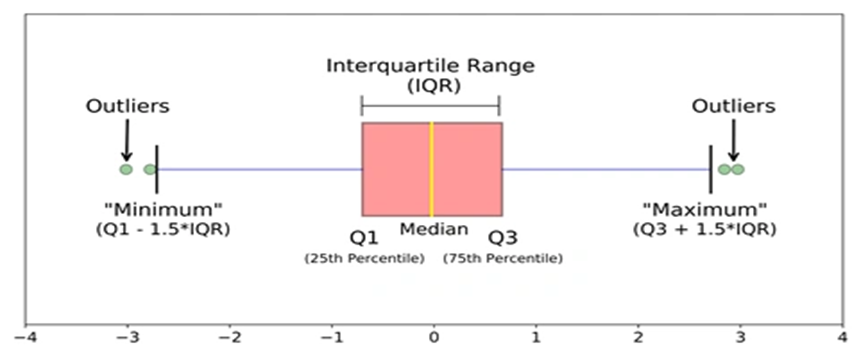 Interquartile Range
(IQR)
Outliers
Outliers
"Minimum"
(Q1 - 1.5*IQR)
"Maximum"
(Q3 + 1.5*IQR)
Q1
Median
Q3
(25th Percentile)
(75th Percentile)
−4
−3
−2
−1
0
1
2
3
4